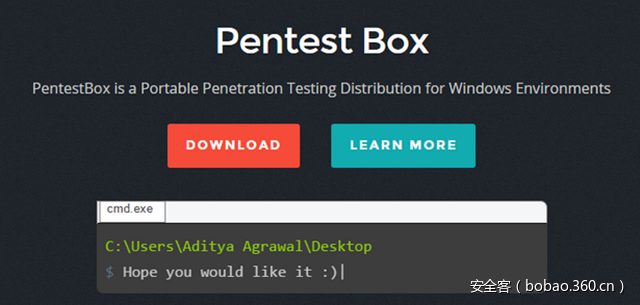 Pentest Box
PentestBox is a Portable Penetration Testing Distribution for Windows Environments
DOWNLOAD
LEARN MORE
cmd.exe
C:\Users\Aditya Agrawal\Desktop
$ Hope you would like it :)|
安全客（bobao.360.cn）